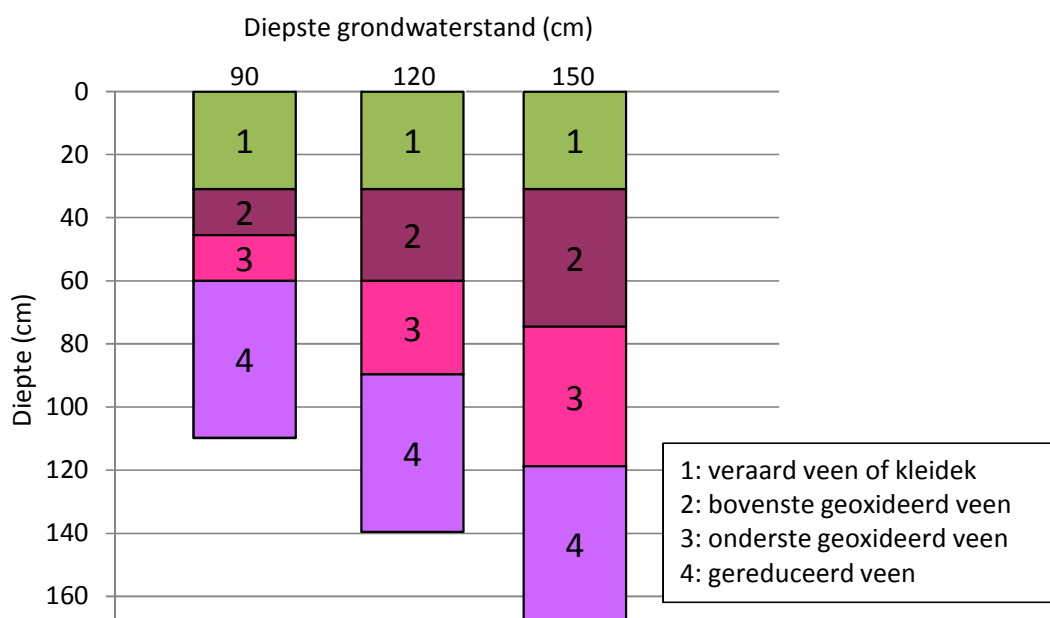 Diepste grondwaterstand (cm)
90 120 150
0
20
40
60
80
100
120
140
160
Diepte (cm)
1 1 1
2 2 2
3 3 3
4 4 4
1: veraard veen of kleidek
2: bovenste geoxideerd veen
3: onderste geoxideerd veen
4: gereduceerd veen